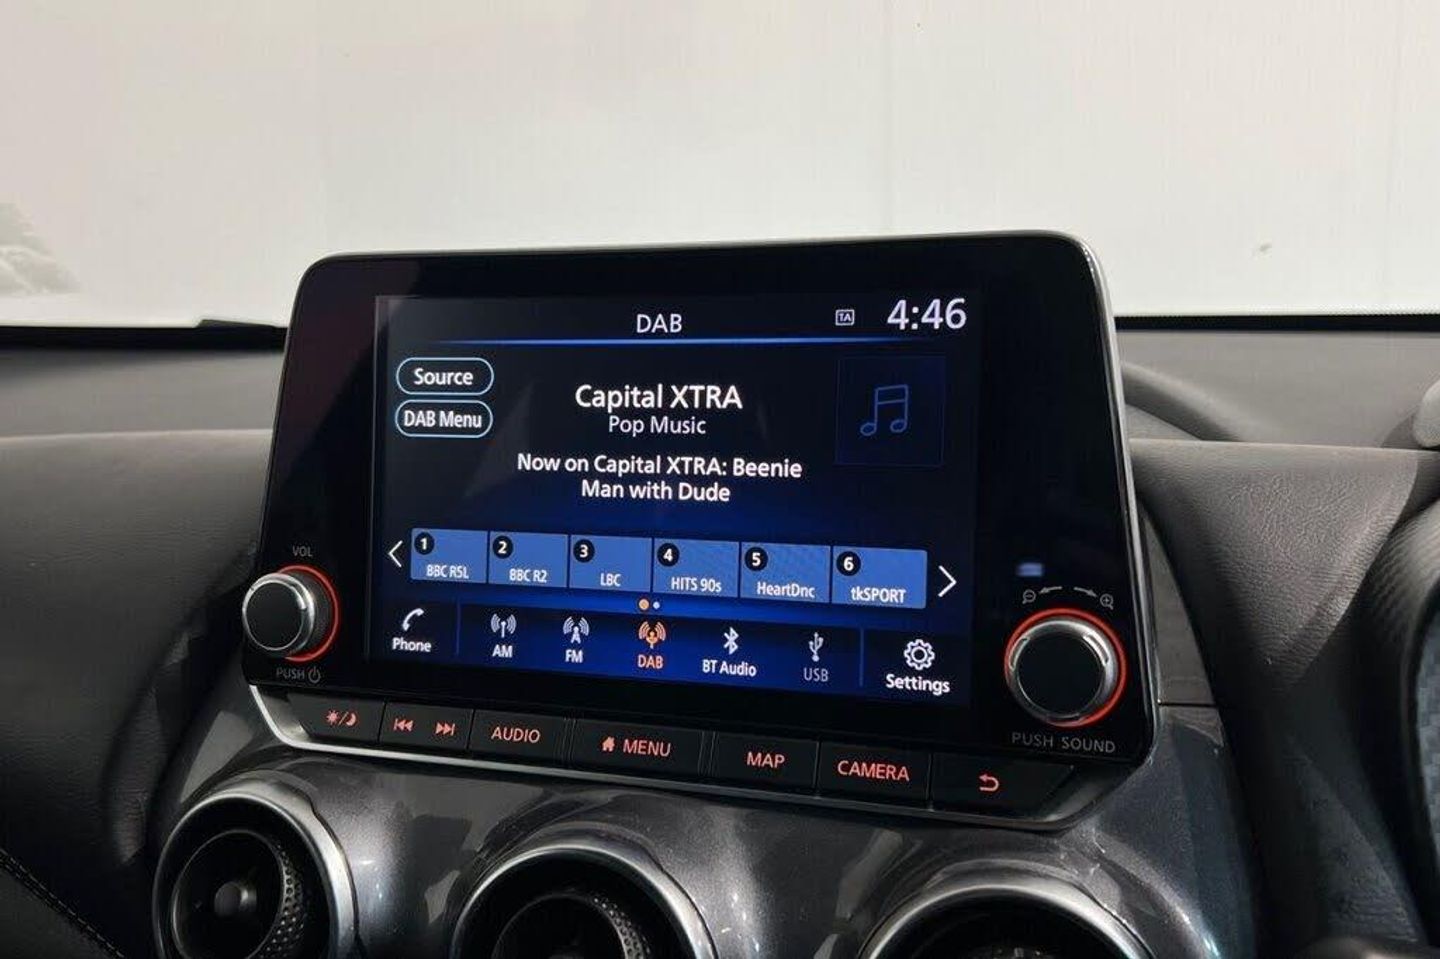 DAB
TA
4:46
Source
Capital XTRA
DAB Menu
Pop Music
Now on Capital XTRA: Beenie
Man with Dude
1
BBC R5L
2
BBC R2
3
LBC
4
HITS 90s
5
HeartDnc
6
tkSPORT
Phone
AM
FM
DAB
BT Audio
USB
Settings
VOL
PUSH
PUSH SOUND
AUDIO
MENU
MAP
CAMERA